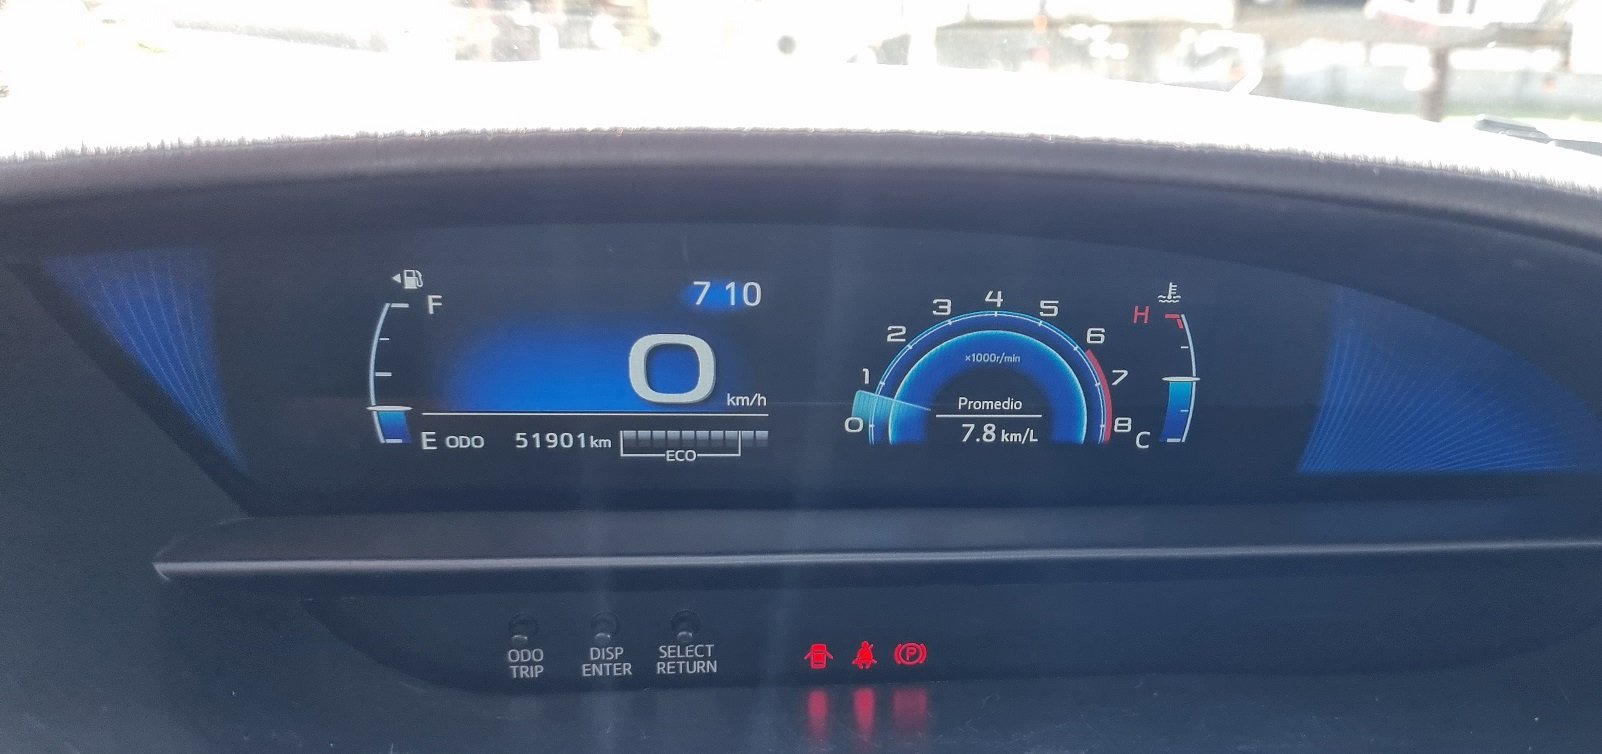 F
7 10
0 km/h
E ODO 51901 km
ECO
0 1 2 3 4 5 6 7 8
×1000r/min
Promedio
7.8 km/L
H
C
ODO
TRIP
DISP
ENTER
SELECT
RETURN
P